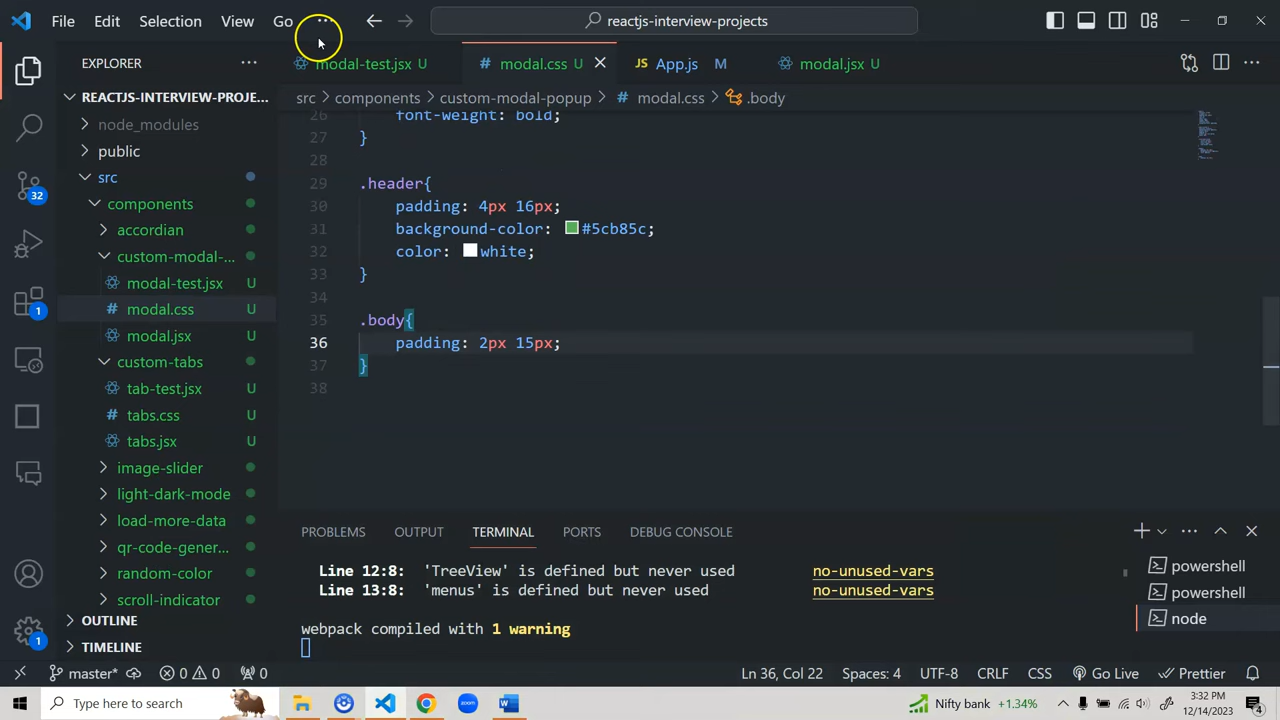 File Edit Selection View Go ··· reactjs-interview-projects
EXPLORER ···
REACTJS-INTERVIEW-PROJE...
node_modules
public
src
components
accordian
custom-modal-...
modal-test.jsx U
modal.css U
modal.jsx U
custom-tabs
tab-test.jsx U
tabs.css U
tabs.jsx U
image-slider
light-dark-mode
load-more-data
qr-code-gener...
random-color
scroll-indicator
OUTLINE
TIMELINE
32
1
1
modal-test.jsx U # modal.css U JS App.js M modal.jsx U
src > components > custom-modal-popup > # modal.css > .body
26 font-weight: bold;
27 }
28
29 .header{
30 padding: 4px 16px;
31 background-color: #5cb85c;
32 color: white;
33 }
34
35 .body{
36 padding: 2px 15px;
37 }
38
PROBLEMS OUTPUT TERMINAL PORTS DEBUG CONSOLE
Line 12:8: 'TreeView' is defined but never used no-unused-vars
Line 13:8: 'menus' is defined but never used no-unused-vars
webpack compiled with 1 warning
powershell
powershell
node
master* 0 0 0 Ln 36, Col 22 Spaces: 4 UTF-8 CRLF CSS Go Live Prettier
Type here to search zoom W Nifty bank +1.34% 3:32 PM
12/14/2023 4